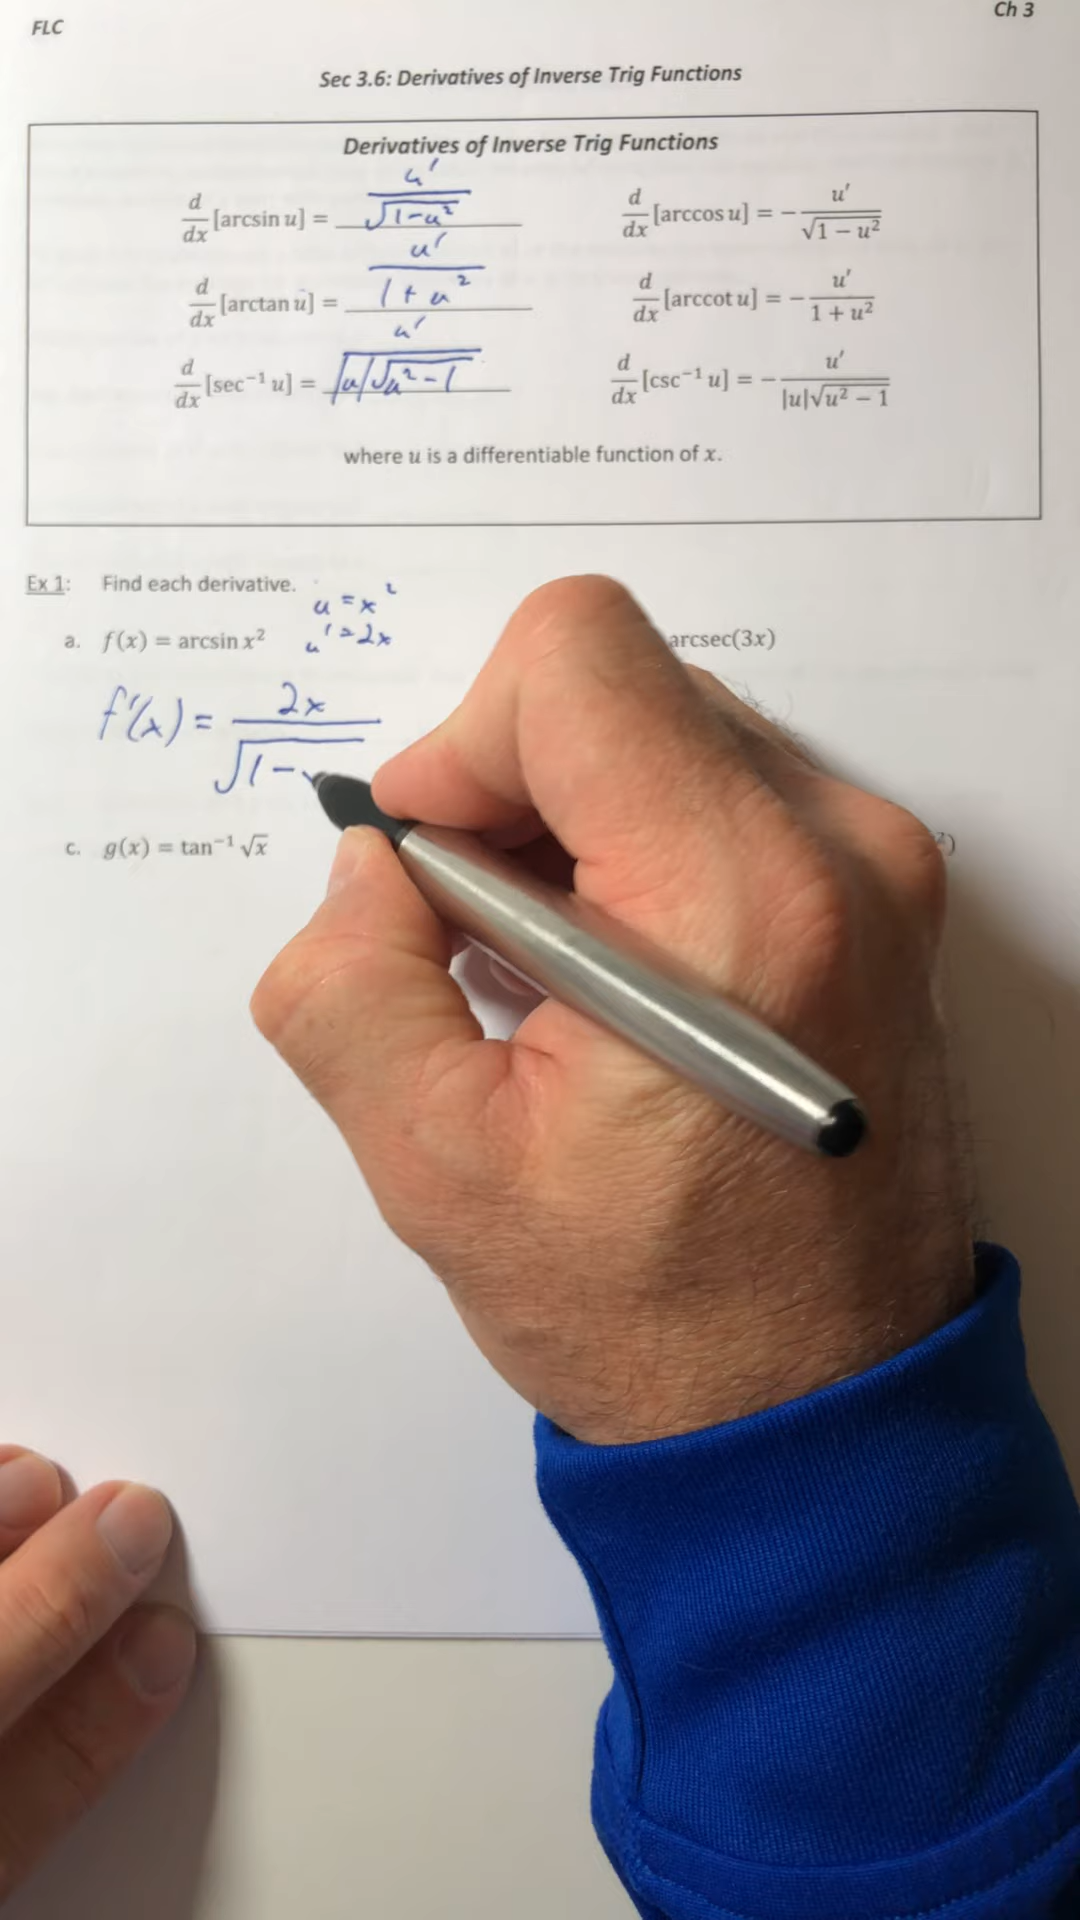 FLC
Ch 3
Sec 3.6: Derivatives of Inverse Trig Functions
Derivatives of Inverse Trig Functions
d/dx [arcsin u] = u′/√(1-u²)
d/dx [arccos u] = − u′/√(1 − u²)
d/dx [arctan u] = u′/(1+u²)
d/dx [arccot u] = − u′/(1 + u²)
d/dx [sec⁻¹ u] = u′/(|u|√(u²-1))
d/dx [csc⁻¹ u] = − u′/(|u|√(u² − 1))
where u is a differentiable function of x.
Ex 1: Find each derivative.
u = x²
a. f(x) = arcsin x²
u′ = 2x
arcsec(3x)
f′(x) = 2x/√(1-
c. g(x) = tan⁻¹ √x
²)